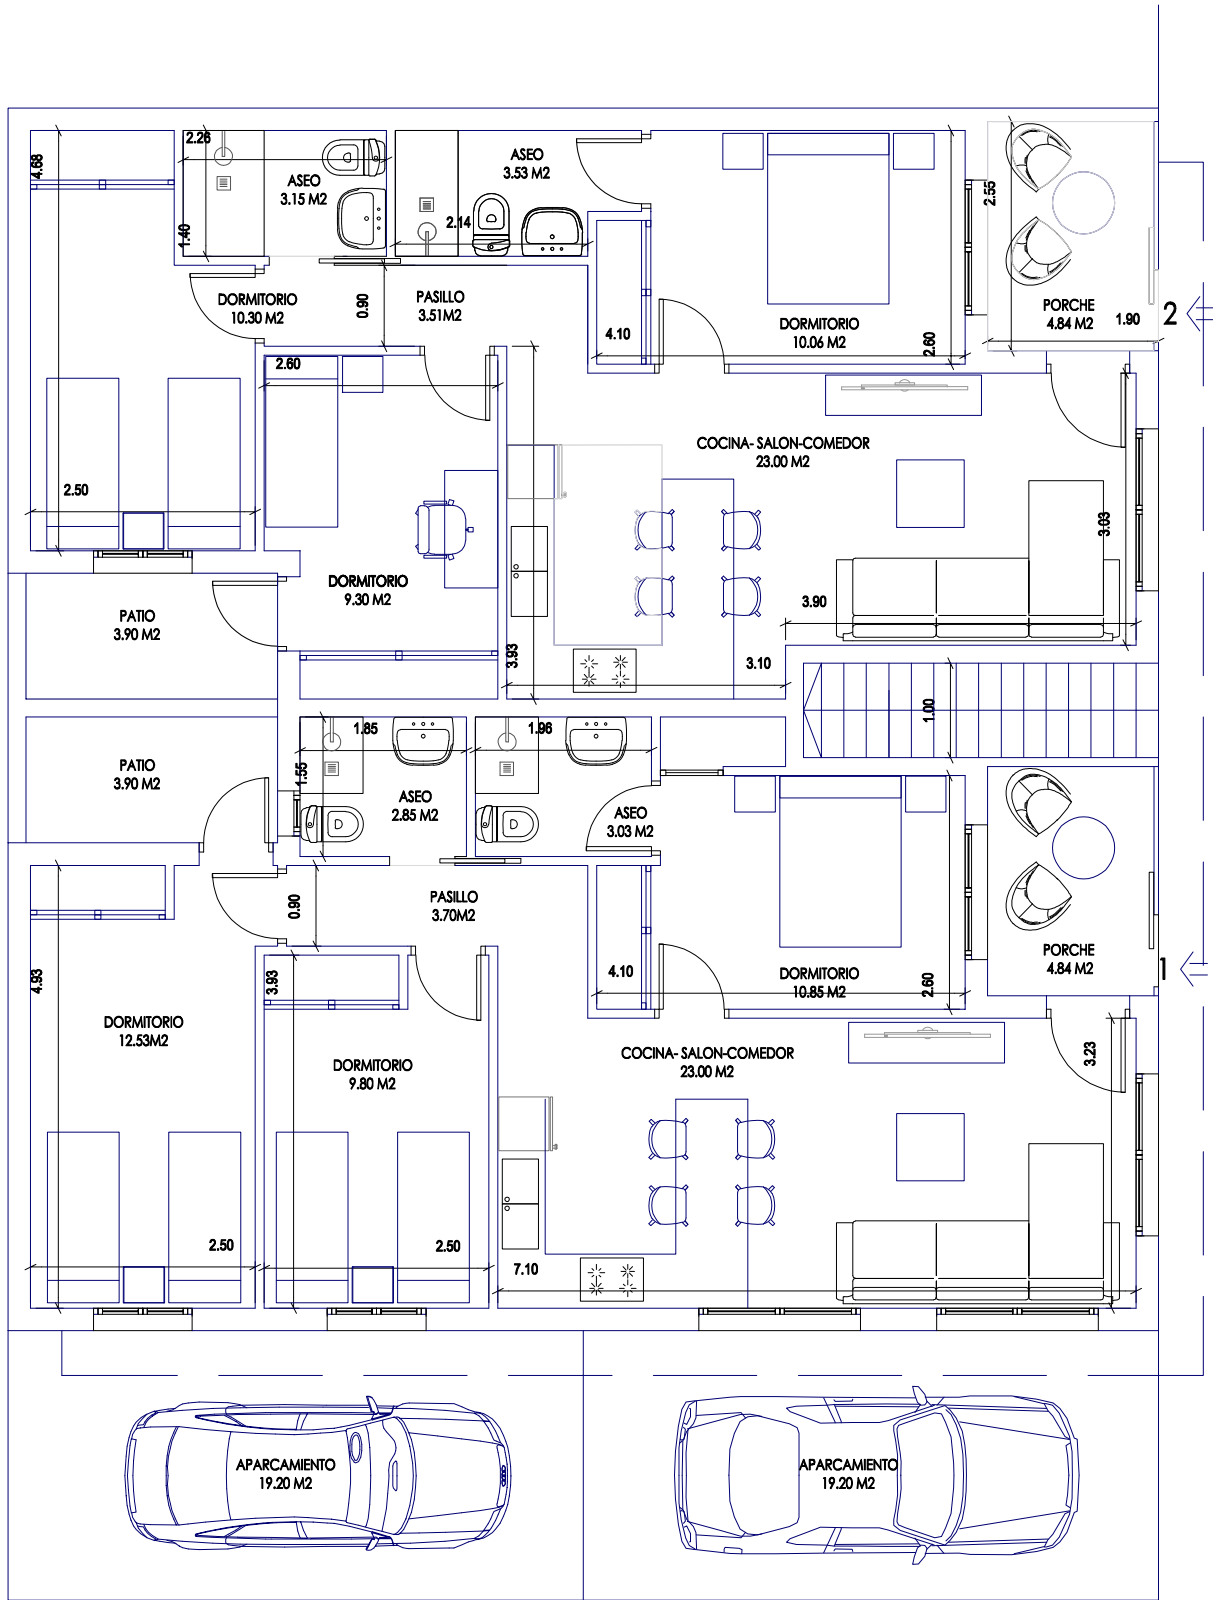 2.26
4.68
ASEO
3.15 M2
1.40
ASEO
3.53 M2
2.14
2.55
DORMITORIO
10.30 M2
0.90
PASILLO
3.51M2
4.10
DORMITORIO
10.06 M2
2.60
PORCHE
4.84 M2
1.90
2
2.60
COCINA- SALON-COMEDOR
23.00 M2
2.50
3.03
DORMITORIO
9.30 M2
PATIO
3.90 M2
3.90
3.93
3.10
1.00
1.85
1.96
1.55
PATIO
3.90 M2
ASEO
2.85 M2
ASEO
3.03 M2
0.90
PASILLO
3.70M2
4.93
3.93
4.10
DORMITORIO
10.85 M2
2.60
PORCHE
4.84 M2
1
DORMITORIO
12.53M2
DORMITORIO
9.80 M2
COCINA- SALON-COMEDOR
23.00 M2
3.23
2.50
2.50
7.10
APARCAMIENTO
19.20 M2
APARCAMIENTO
19.20 M2